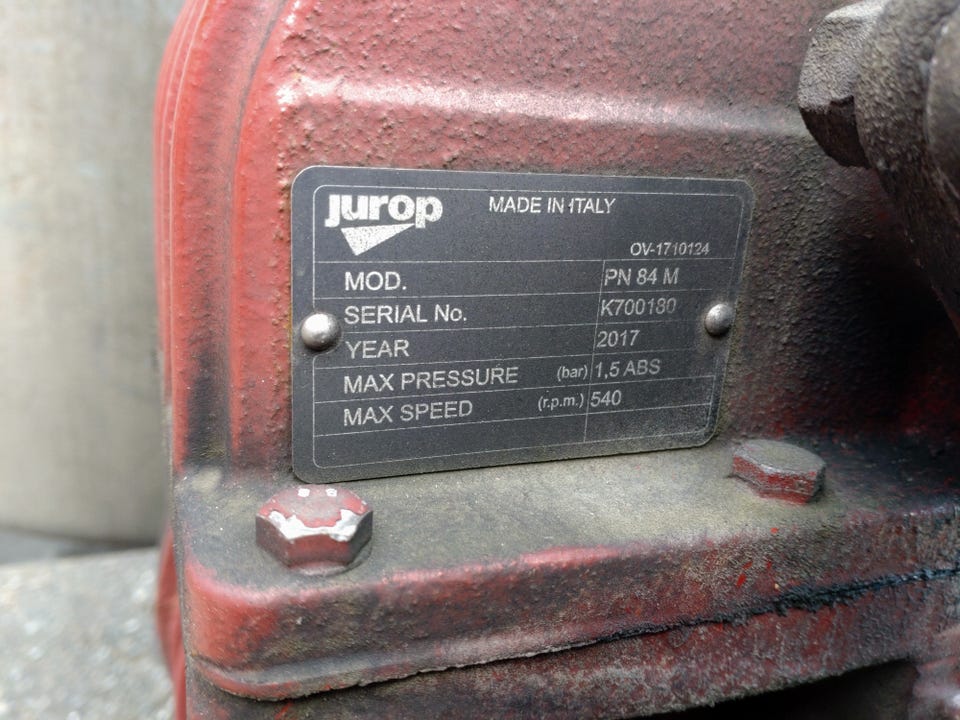 jurop
MADE IN ITALY
OV-1710124
MOD. PN 84 M
SERIAL No. K700180
YEAR 2017
MAX PRESSURE (bar) 1,5 ABS
MAX SPEED (r.p.m.) 540